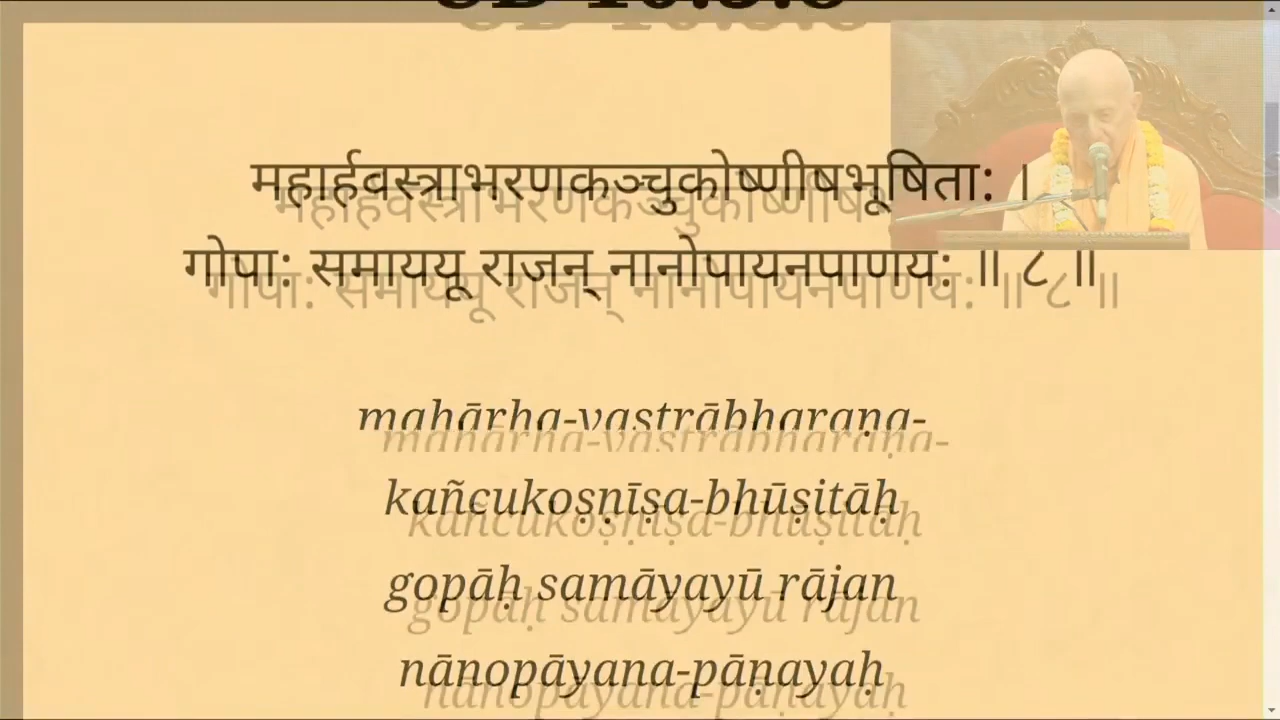 महार्हवस्त्राभरणकञ्चुकोष्णीषभूषिता: ।
गोपा: समाययू राजन् नानोपायनपाणय: ॥ ८ ॥
mahārha-vastrābharaṇa-
kañcukoṣṇīṣa-bhūṣitāḥ
gopāḥ samāyayū rājan
nānopāyana-pāṇayaḥ